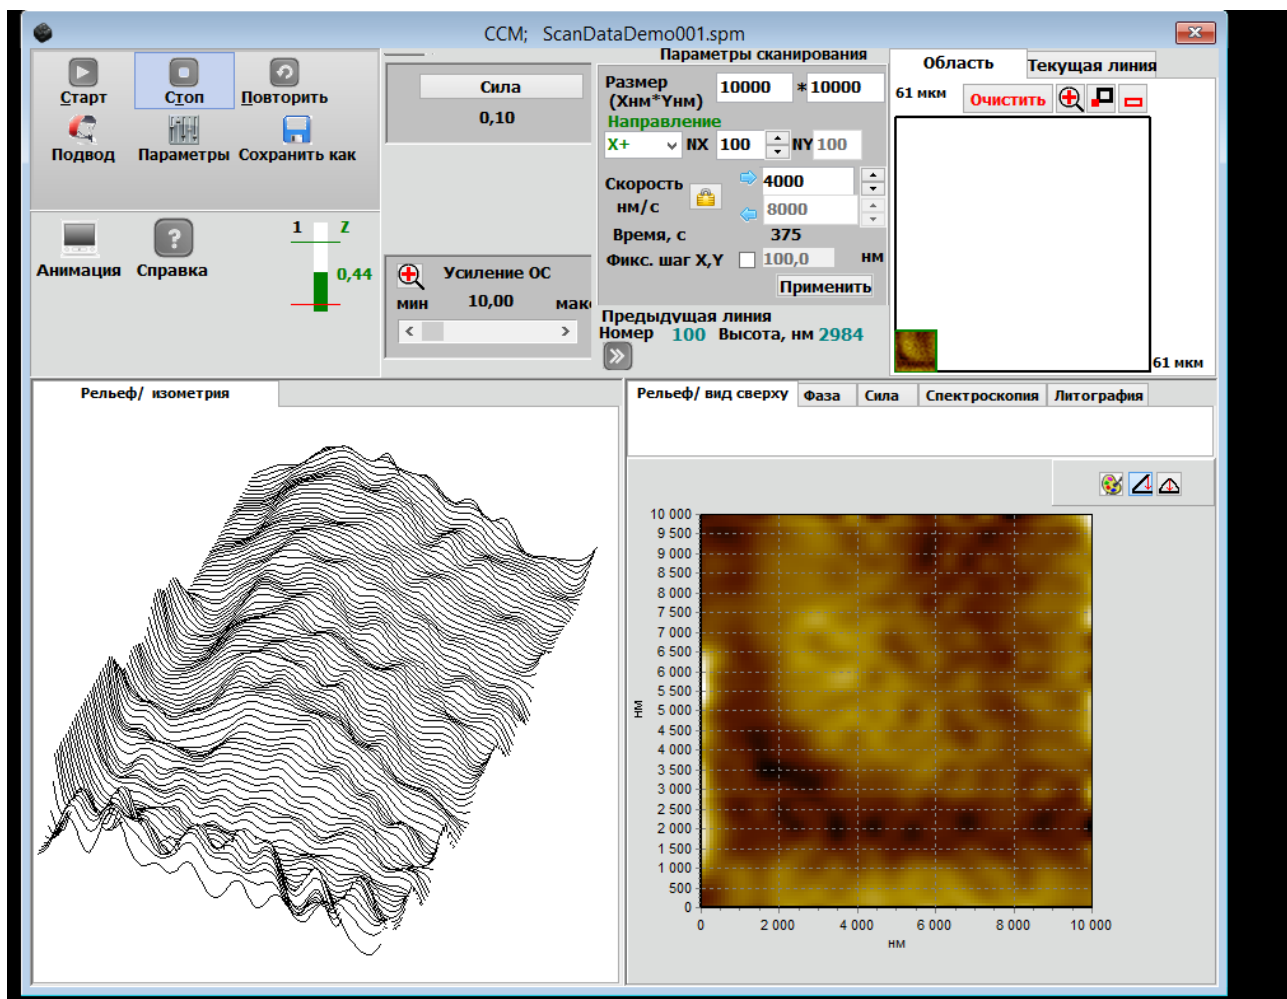 CCM; ScanDataDemo001.spm
Старт
Стоп
Повторить
Подвод
Параметры
Сохранить как
Анимация
Справка
1 Z
0,44
Сила
0,10
Усиление ОС
мин 10,00
Параметры сканирования
Размер
(Xнм*Yнм)
10000 * 10000
Направление
X+ NX 100 NY 100
Скорость
нм/с
4000
8000
Время, с 375
Фикс. шаг X,Y 100,0 нм
Применить
Предыдущая линия
Номер 100 Высота, нм 2984
Область
Текущая линия
61 мкм
Очистить
61 мкм
Рельеф/ изометрия
Рельеф/ вид сверху
Фаза
Сила
Спектроскопия
Литография
10 000
9 500
9 000
8 500
8 000
7 500
7 000
6 500
6 000
5 500
5 000
4 500
4 000
3 500
3 000
2 500
2 000
1 500
1 000
500
0
нм
0 2 000 4 000 6 000 8 000 10 000
нм